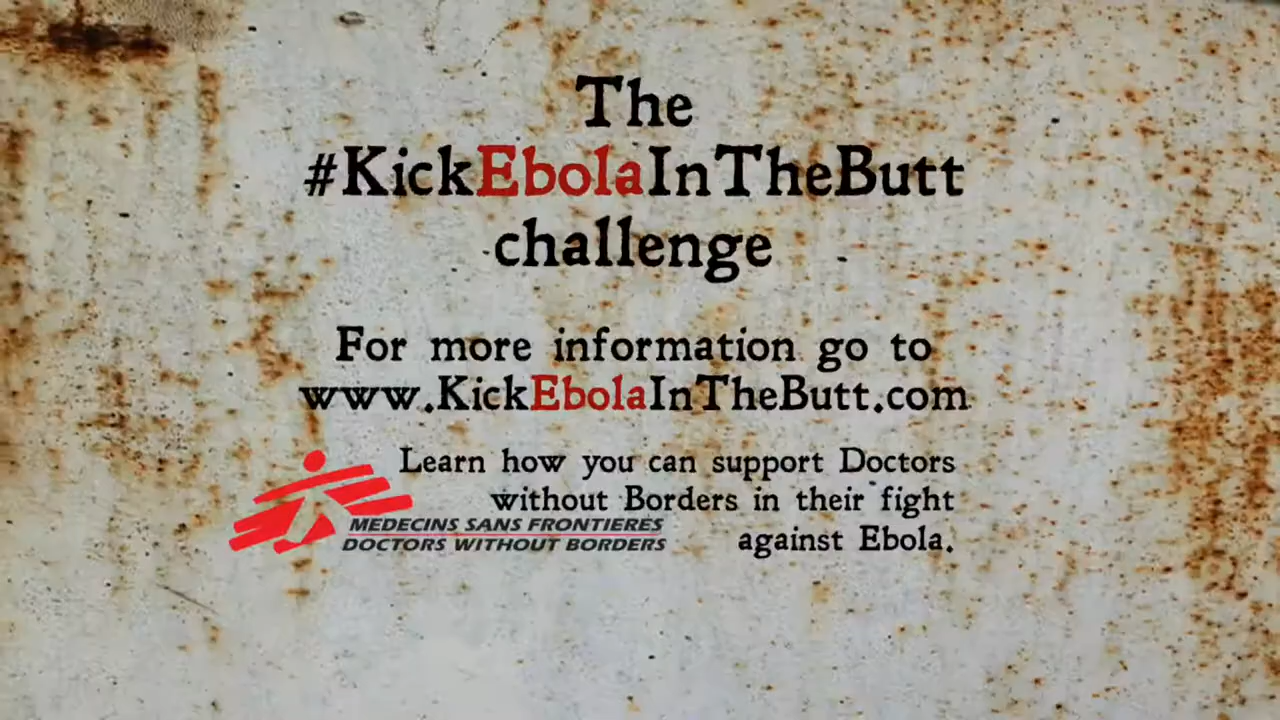 The
#KickEbolaInTheButt
challenge
For more information go to
www.KickEbolaInTheButt.com
Learn how you can support Doctors
without Borders in their fight
against Ebola.
MEDECINS SANS FRONTIERES
DOCTORS WITHOUT BORDERS